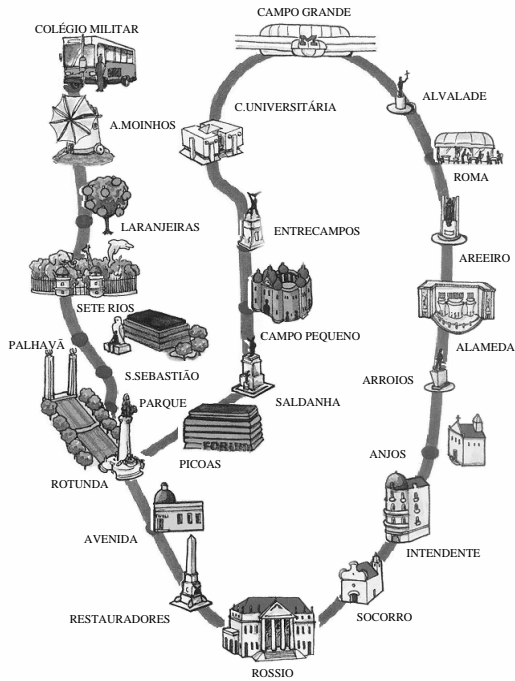 CAMPO GRANDE
COLÉGIO MILITAR
ALVALADE
C.UNIVERSITÁRIA
A.MOINHOS
ROMA
LARANJEIRAS
ENTRECAMPOS
AREEIRO
SETE RIOS
CAMPO PEQUENO
ALAMEDA
PALHAVÃ
S.SEBASTIÃO
ARROIOS
PARQUE
SALDANHA
FORUM
ANJOS
PICOAS
ROTUNDA
AVENIDA
INTENDENTE
RESTAURADORES
SOCORRO
ROSSIO